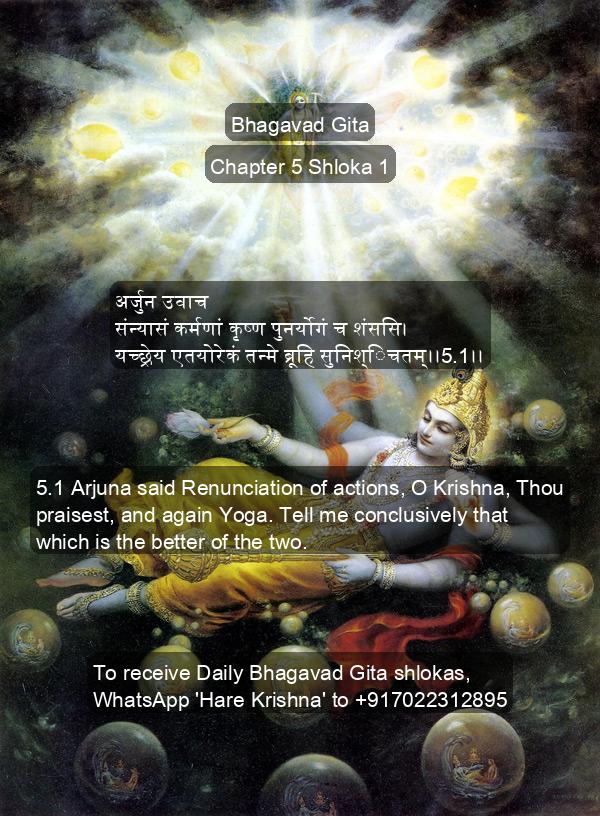 Bhagavad Gita
Chapter 5 Shloka 1
अर्जुन उवाच
संन्यासं कर्मणां कृष्ण पुनर्योगं च शंससि।
यच्छ्रेय एतयोरेकं तन्मे ब्रूहि सुनिश्िचतम्।।5.1।।
5.1 Arjuna said Renunciation of actions, O Krishna, Thou
praisest, and again Yoga. Tell me conclusively that
which is the better of the two.
To receive Daily Bhagavad Gita shlokas,
WhatsApp 'Hare Krishna' to +917022312895